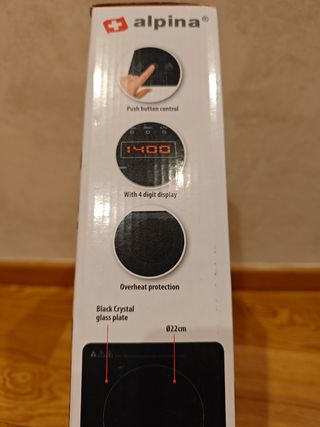 alpina®
Push button control
1400
With 4 digit display
Overheat protection
Black Crystal
glass plate
Ø22cm